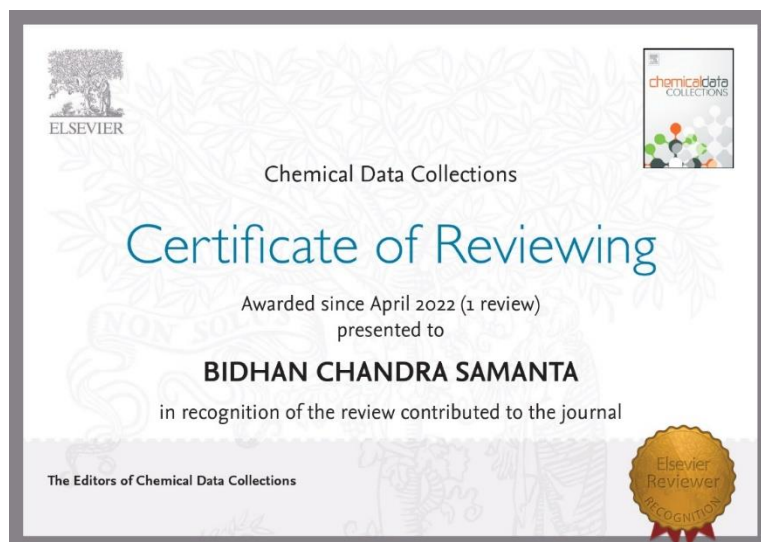 ELSEVIER
chemicaldata
COLLECTIONS
Chemical Data Collections
Certificate of Reviewing
Awarded since April 2022 (1 review)
presented to
BIDHAN CHANDRA SAMANTA
in recognition of the review contributed to the journal
NON SOLUS
The Editors of Chemical Data Collections
Elsevier
Reviewer
RECOGNITION